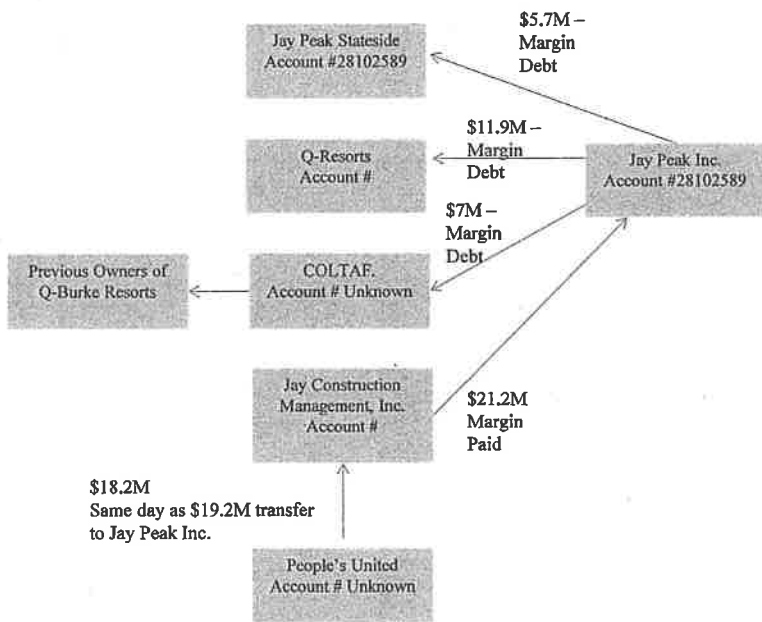 $5.7M –
Margin
Debt
Jay Peak Stateside
Account #28102589
$11.9M –
Margin
Debt
Q-Resorts
Account #
Jay Peak Inc.
Account #28102589
$7M –
Margin
Debt
Previous Owners of
Q-Burke Resorts
COLTAF.
Account # Unknown
Jay Construction
Management, Inc.
Account #
$21.2M
Margin
Paid
$18.2M
Same day as $19.2M transfer
to Jay Peak Inc.
People's United
Account # Unknown